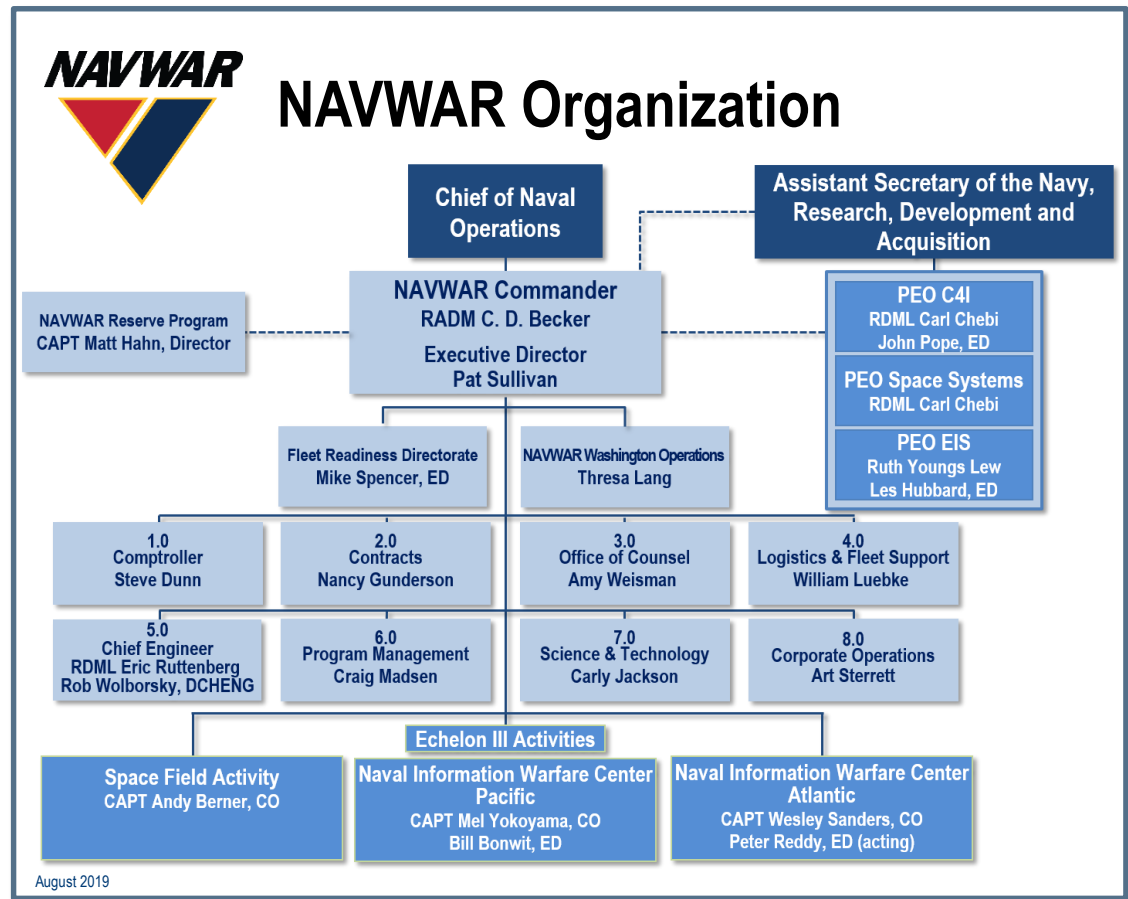 NAVWAR
NAVWAR Organization
Chief of Naval
Operations
Assistant Secretary of the Navy,
Research, Development and
Acquisition
NAVWAR Reserve Program
CAPT Matt Hahn, Director
NAVWAR Commander
RADM C. D. Becker
Executive Director
Pat Sullivan
PEO C4I
RDML Carl Chebi
John Pope, ED
PEO Space Systems
RDML Carl Chebi
PEO EIS
Ruth Youngs Lew
Les Hubbard, ED
Fleet Readiness Directorate
Mike Spencer, ED
NAVWAR Washington Operations
Thresa Lang
1.0
Comptroller
Steve Dunn
2.0
Contracts
Nancy Gunderson
3.0
Office of Counsel
Amy Weisman
4.0
Logistics & Fleet Support
William Luebke
5.0
Chief Engineer
RDML Eric Ruttenberg
Rob Wolborsky, DCHENG
6.0
Program Management
Craig Madsen
7.0
Science & Technology
Carly Jackson
8.0
Corporate Operations
Art Sterrett
Echelon III Activities
Space Field Activity
CAPT Andy Berner, CO
Naval Information Warfare Center
Pacific
CAPT Mel Yokoyama, CO
Bill Bonwit, ED
Naval Information Warfare Center
Atlantic
CAPT Wesley Sanders, CO
Peter Reddy, ED (acting)
August 2019